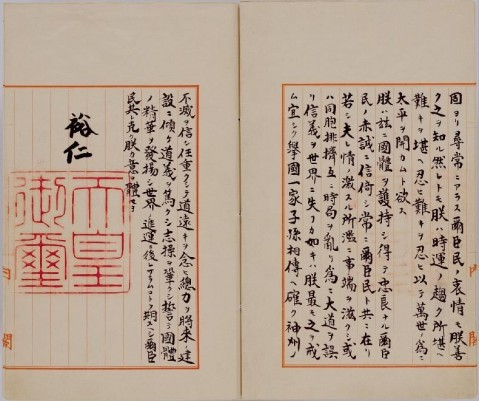 固ヨリ尋常ニアラス爾臣民ノ衷情モ朕善
ク之ヲ知ル然レトモ朕ハ時運ノ趨ク所堪ヘ
難キヲ堪ヘ忍ヒ難キヲ忍ヒ以テ萬世ノ爲ニ
太平ヲ開カムト欲ス
朕ハ茲ニ國體ヲ護持シ得テ忠良ナル爾臣
民ノ赤誠ニ信倚シ常ニ爾臣民ト共ニ在リ
若シ夫レ情ノ激スル所濫ニ事端ヲ滋クシ或
ハ同胞排擠互ニ時局ヲ亂リ爲ニ大道ヲ誤
リ信義ヲ世界ニ失フカ如キハ朕最モ之ヲ戒
ム宜シク擧國一家子孫相傳ヘ確ク神州ノ
不滅ヲ信シ任重クシテ道遠キヲ念ヒ總力ヲ將來ノ建
設ニ傾ケ道義ヲ篤クシ志操ヲ鞏クシ誓テ國體
ノ精華ヲ發揚シ世界ノ進運ニ後レサラムコトヲ期スヘシ爾臣
民其レ克ク朕カ意ヲ體セヨ
裕仁
天皇
御璽
閣